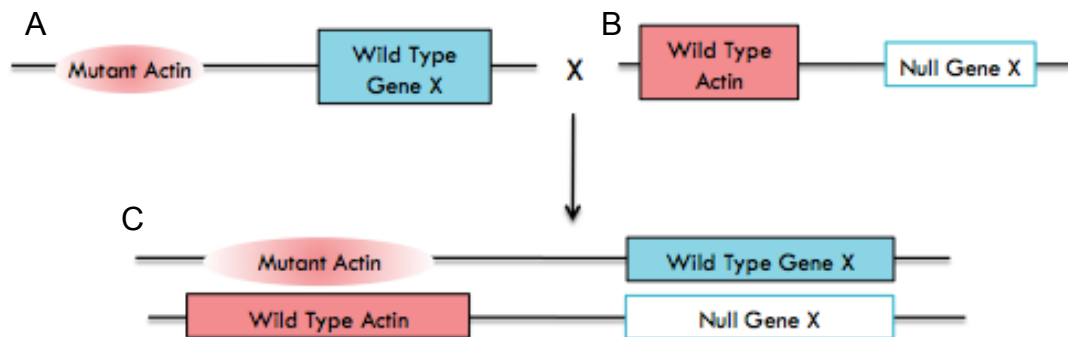 A
Mutant Actin
Wild Type
Gene X
X
B
Wild Type
Actin
Null Gene X
C
Mutant Actin
Wild Type Gene X
Wild Type Actin
Null Gene X